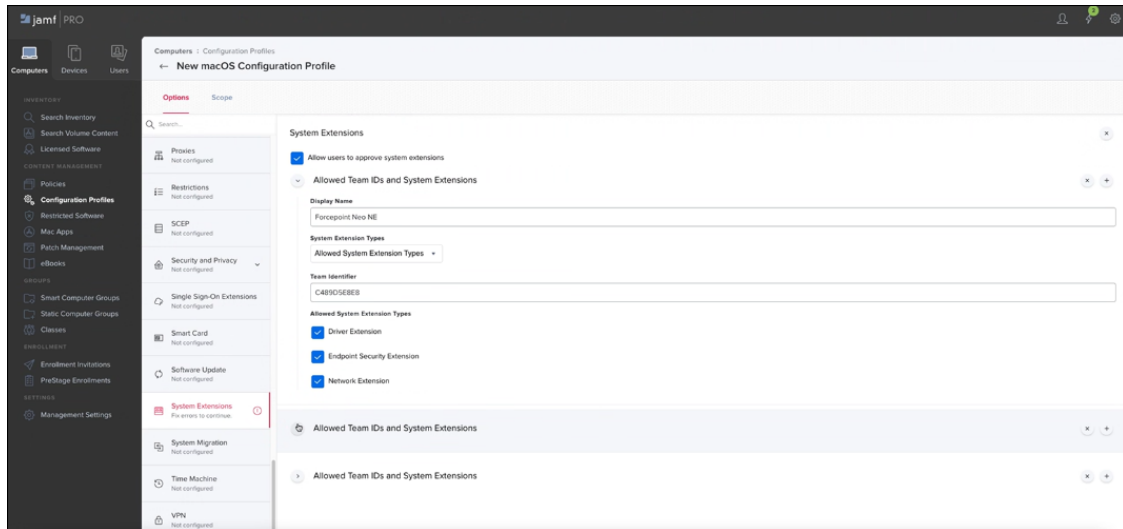 jamf PRO
2
Computers
Devices
Users
Computers : Configuration Profiles
← New macOS Configuration Profile
INVENTORY
Search Inventory
Search Volume Content
Licensed Software
CONTENT MANAGEMENT
Policies
Configuration Profiles
Restricted Software
Mac Apps
Patch Management
eBooks
GROUPS
Smart Computer Groups
Static Computer Groups
Classes
ENROLLMENT
Enrollment Invitations
PreStage Enrollments
SETTINGS
Management Settings
Options
Scope
Search...
Proxies
Not configured
Restrictions
Not configured
SCEP
Not configured
Security and Privacy
Not configured
Single Sign-On Extensions
Not configured
Smart Card
Not configured
Software Update
Not configured
System Extensions
Fix errors to continue.
System Migration
Not configured
Time Machine
Not configured
VPN
Not configured
System Extensions
Allow users to approve system extensions
Allowed Team IDs and System Extensions
Display Name
Forcepoint Neo NE
System Extension Types
Allowed System Extension Types
Team Identifier
C489D5E8E8
Allowed System Extension Types
Driver Extension
Endpoint Security Extension
Network Extension
Allowed Team IDs and System Extensions
Allowed Team IDs and System Extensions